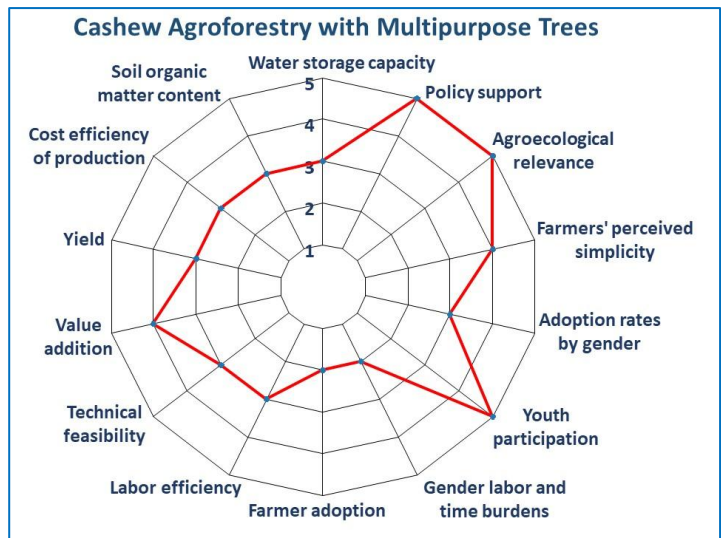 Cashew Agroforestry with Multipurpose Trees
Water storage capacity
Policy support
Agroecological
relevance
Farmers' perceived
simplicity
Adoption rates
by gender
Youth
participation
Gender labor and
time burdens
Farmer adoption
Labor efficiency
Technical
feasibility
Value
addition
Yield
Cost efficiency
of production
Soil organic
matter content
5
4
3
2
1